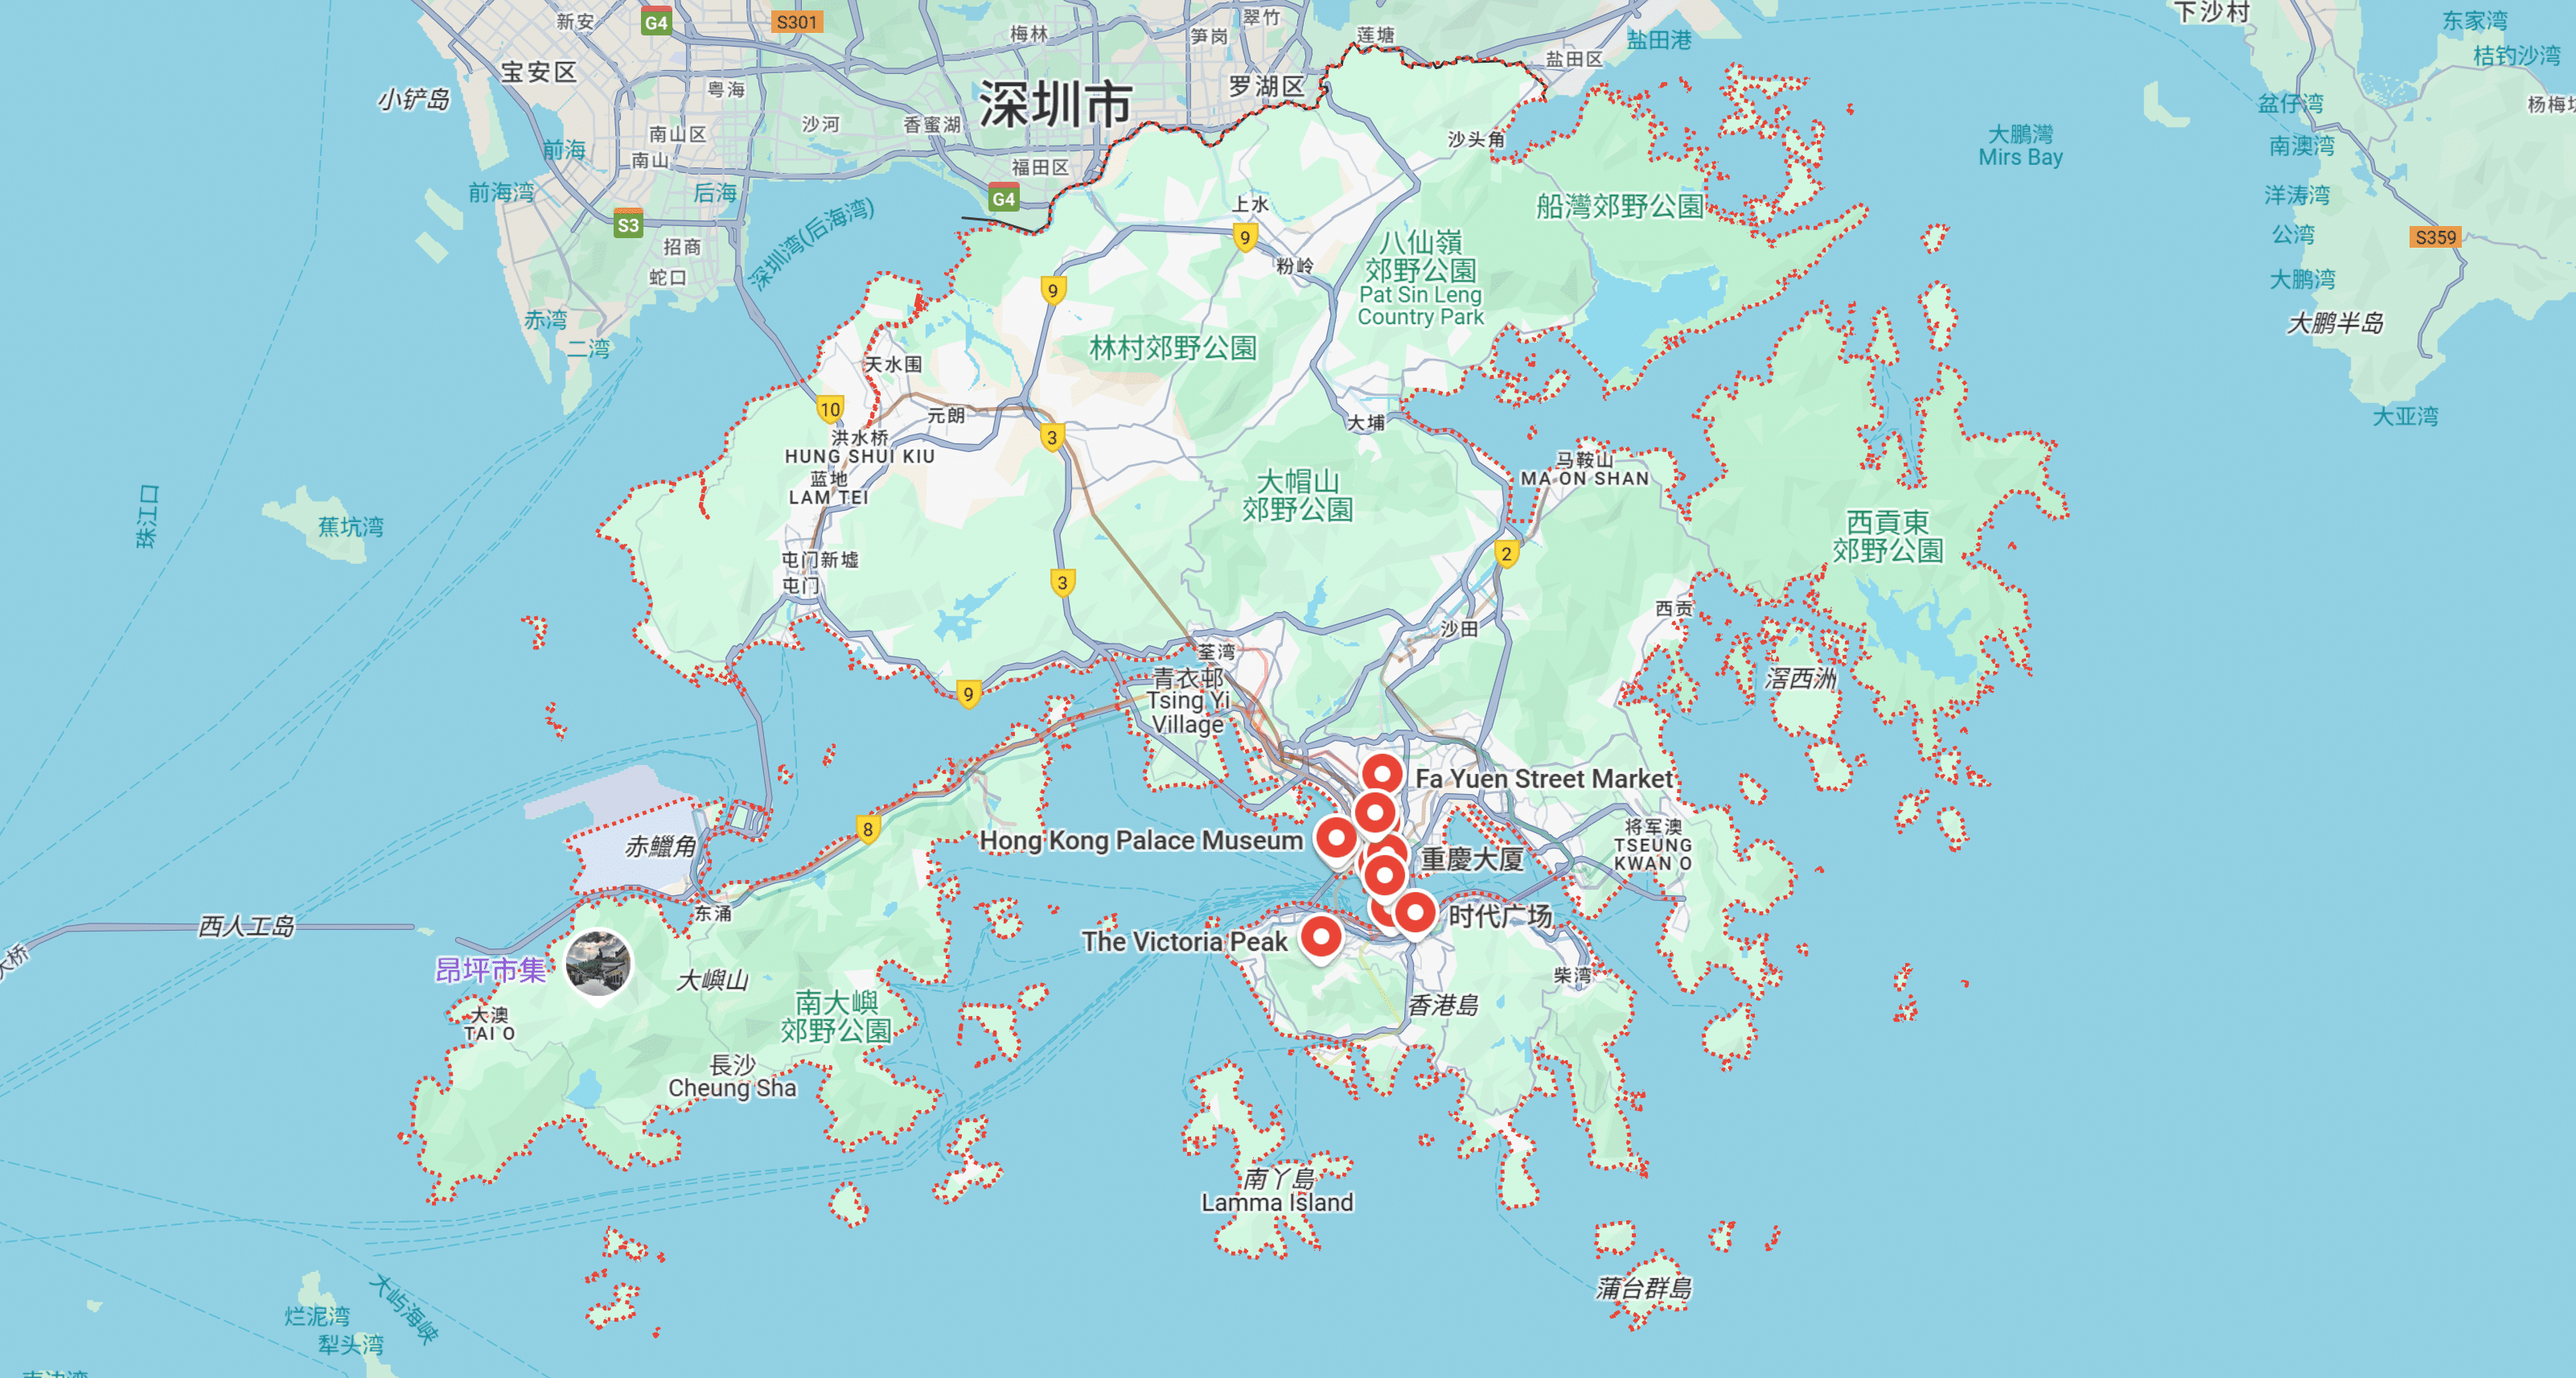 新安
G4
S301
梅林
笋岗
翠竹
莲塘
盐田港
盐田区
下沙村
东家湾
桔钓沙湾
宝安区
小铲岛
粤海
深圳市
罗湖区
盆仔湾
南山区
沙河
香蜜湖
沙头角
大鹏灣
Mirs Bay
南澳湾
前海
南山
福田区
前海湾
后海
G4
洋涛湾
S3
深圳湾(后海湾)
上水
船灣郊野公園
公湾
S359
招商
9
八仙嶺
郊野公園
Pat Sin Leng
Country Park
蛇口
粉岭
大鹏湾
9
赤湾
大鹏半岛
二湾
林村郊野公園
天水围
10
元朗
大埔
大亚湾
洪水桥
HUNG SHUI KIU
3
蓝地
LAM TEI
马鞍山
MA ON SHAN
大帽山
郊野公園
珠江口
蕉坑湾
西貢東
郊野公園
2
屯门新墟
屯门
3
西贡
沙田
荃湾
青衣邨
Tsing Yi
Village
滘西洲
9
Fa Yuen Street Market
8
赤鱲角
Hong Kong Palace Museum
重慶大厦
将军澳
TSEUNG
KWAN O
西人工岛
东涌
时代广场
The Victoria Peak
大桥
昂坪市集
大嶼山
柴湾
大澳
TAI O
南大嶼
郊野公園
香港島
長沙
Cheung Sha
南丫島
Lamma Island
蒲台群島
大屿海峡
烂泥湾
犁头湾